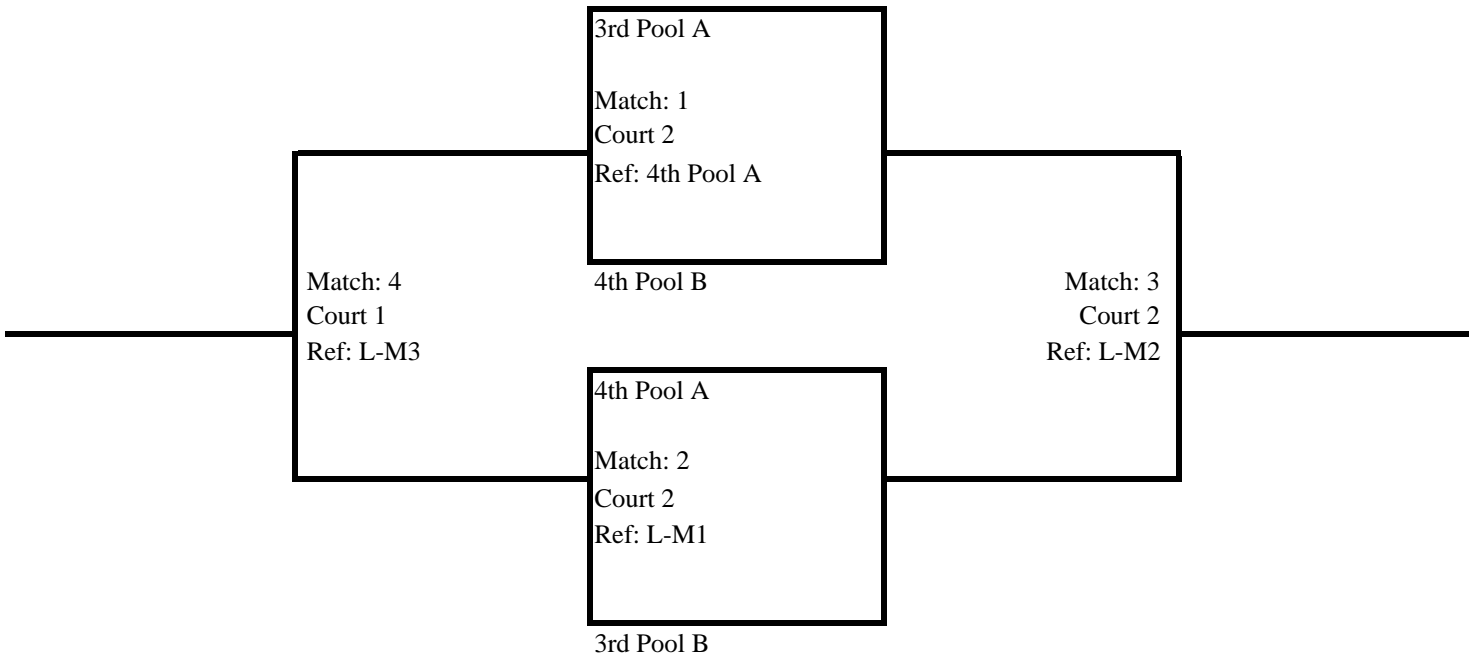 3rd Pool A
Match: 1
Court 2
Ref: 4th Pool A
4th Pool B
Match: 4
Court 1
Ref: L-M3
Match: 3
Court 2
Ref: L-M2
4th Pool A
Match: 2
Court 2
Ref: L-M1
3rd Pool B